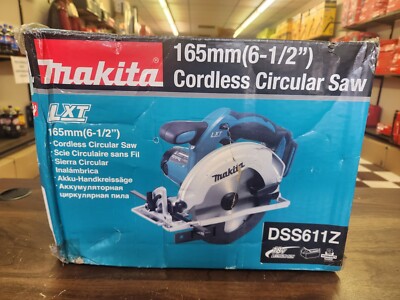 165mm(6-1/2")
Makita
Cordless Circular Saw
LXT
165mm(6-1/2")
· Cordless Circular Saw
· Scie Circulaire sans Fil
· Sierra Circular
Inalámbrica
· Akku-Handkreissäge
· Аккумуляторная
циркулярная пила
Makita
DSS611Z
18V